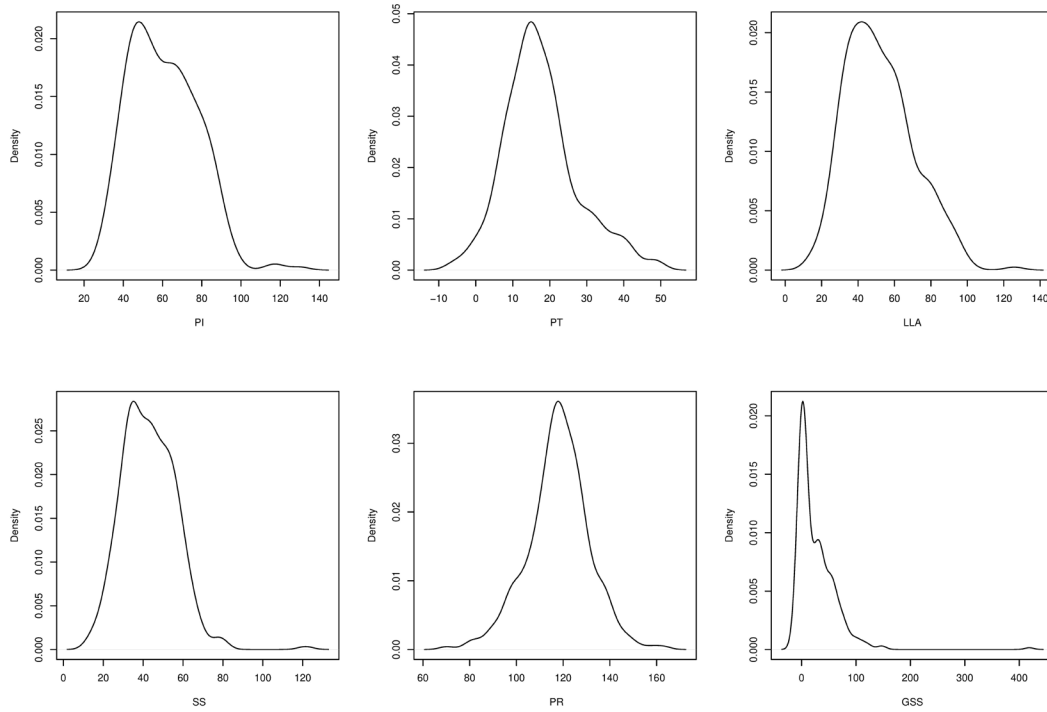 Density
0.000 0.005 0.010 0.015 0.020
20 40 60 80 100 120 140
PI
Density
0.00 0.01 0.02 0.03 0.04 0.05
−10 0 10 20 30 40 50
PT
Density
0.000 0.005 0.010 0.015 0.020
0 20 40 60 80 100 120 140
LLA
Density
0.000 0.005 0.010 0.015 0.020 0.025
0 20 40 60 80 100 120
SS
Density
0.00 0.01 0.02 0.03
60 80 100 120 140 160
PR
Density
0.000 0.005 0.010 0.015 0.020
0 100 200 300 400
GSS